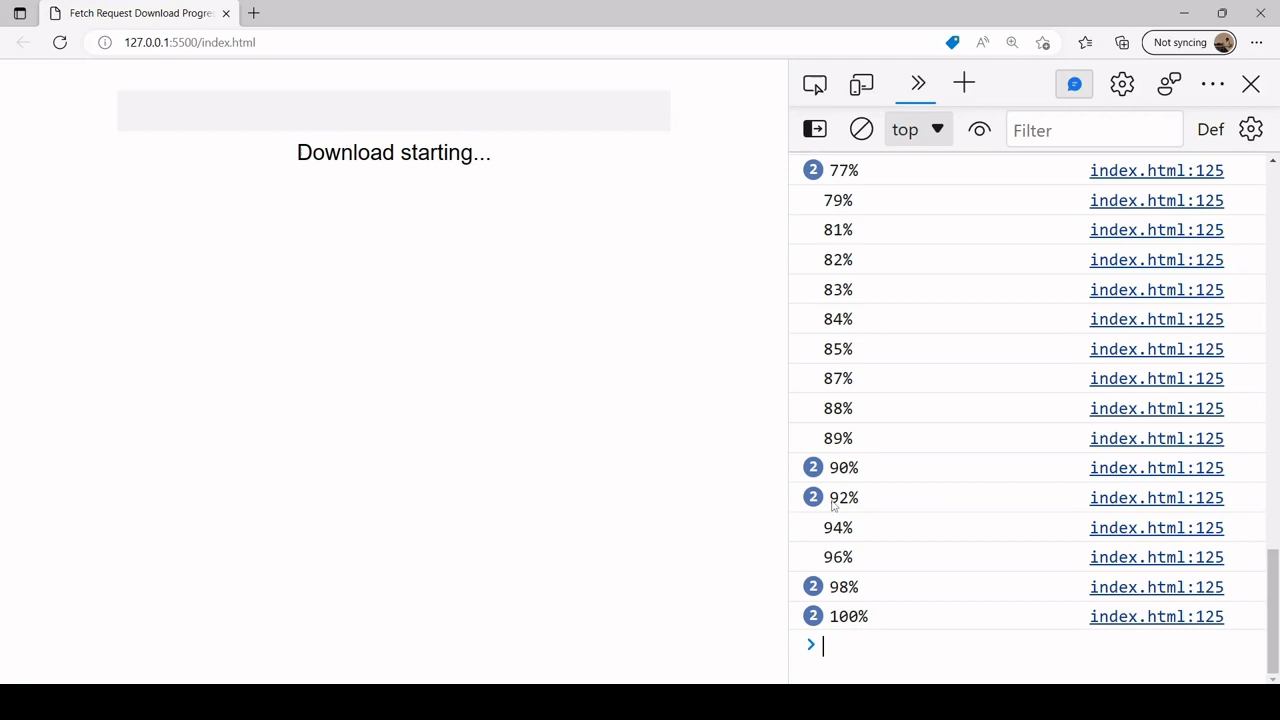 Fetch Request Download Progre
127.0.0.1:5500/index.html
Not syncing
Download starting...
top
Filter
Def
2 77% index.html:125
79% index.html:125
81% index.html:125
82% index.html:125
83% index.html:125
84% index.html:125
85% index.html:125
87% index.html:125
88% index.html:125
89% index.html:125
2 90% index.html:125
2 92% index.html:125
94% index.html:125
96% index.html:125
2 98% index.html:125
2 100% index.html:125